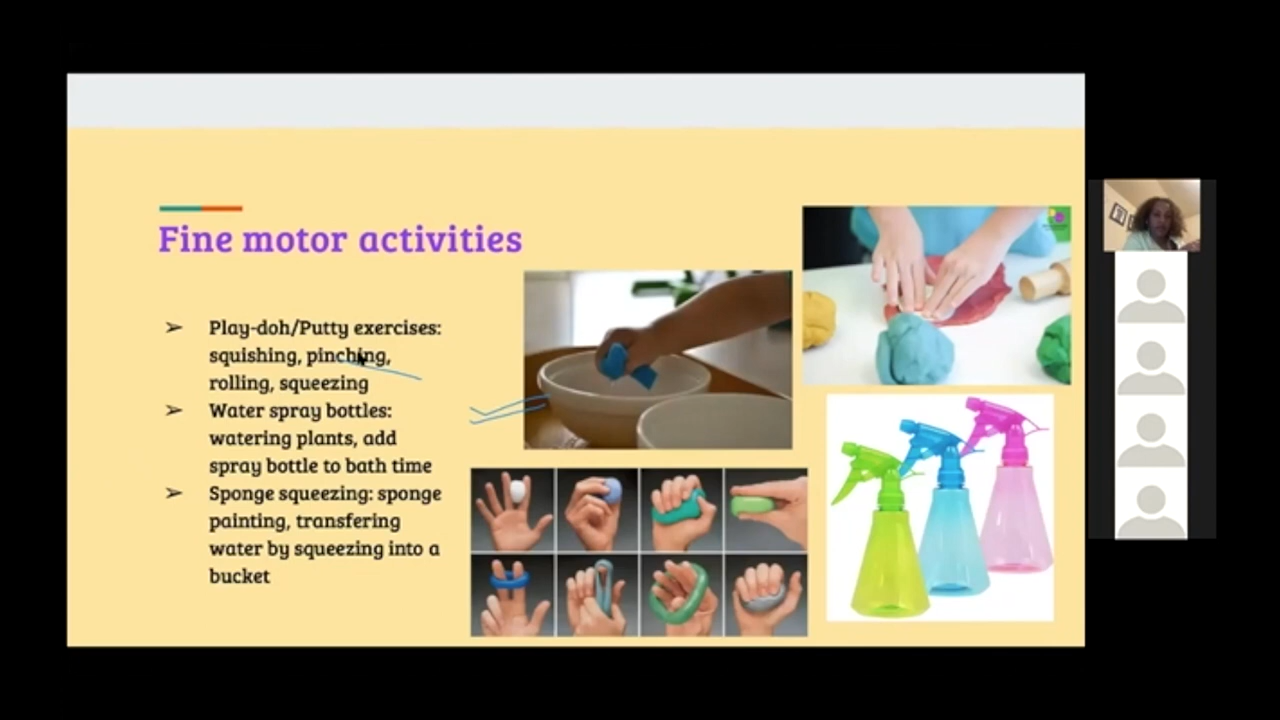 Fine motor activities
➢ Play-doh/Putty exercises:
squishing, pinching,
rolling, squeezing
➢ Water spray bottles:
watering plants, add
spray bottle to bath time
➢ Sponge squeezing: sponge
painting, transfering
water by squeezing into a
bucket